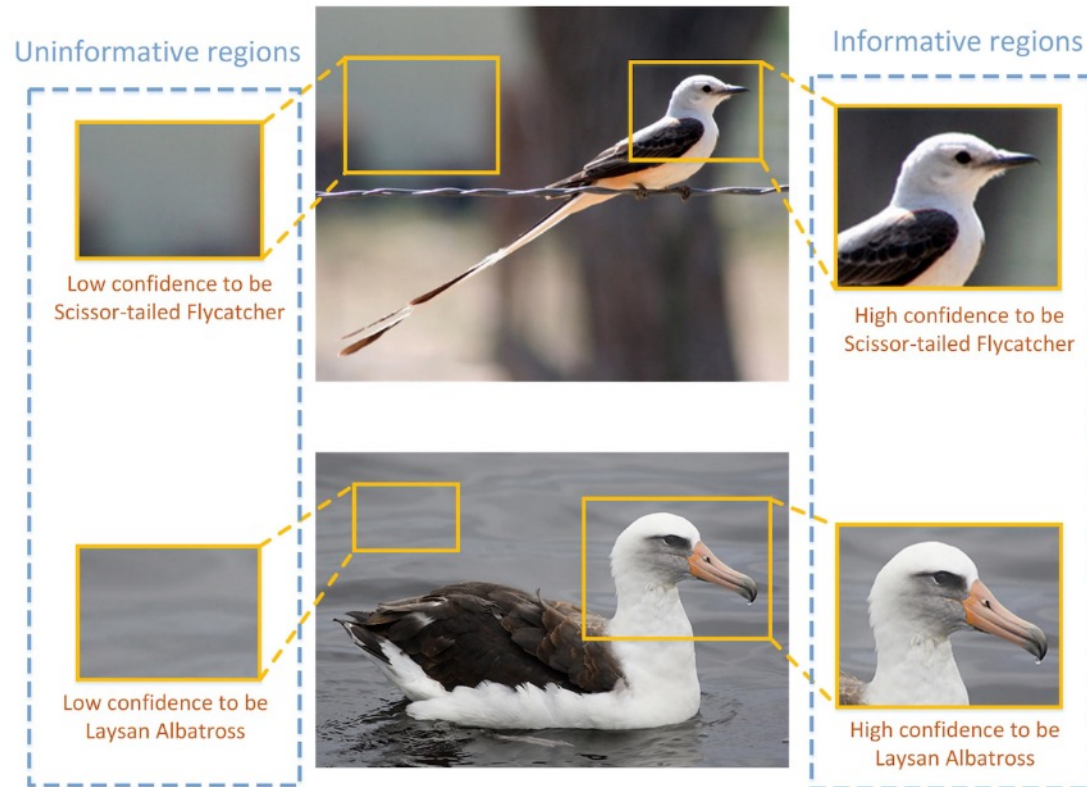 Uninformative regions
Informative regions
Low confidence to be
Scissor-tailed Flycatcher
High confidence to be
Scissor-tailed Flycatcher
Low confidence to be
Laysan Albatross
High confidence to be
Laysan Albatross